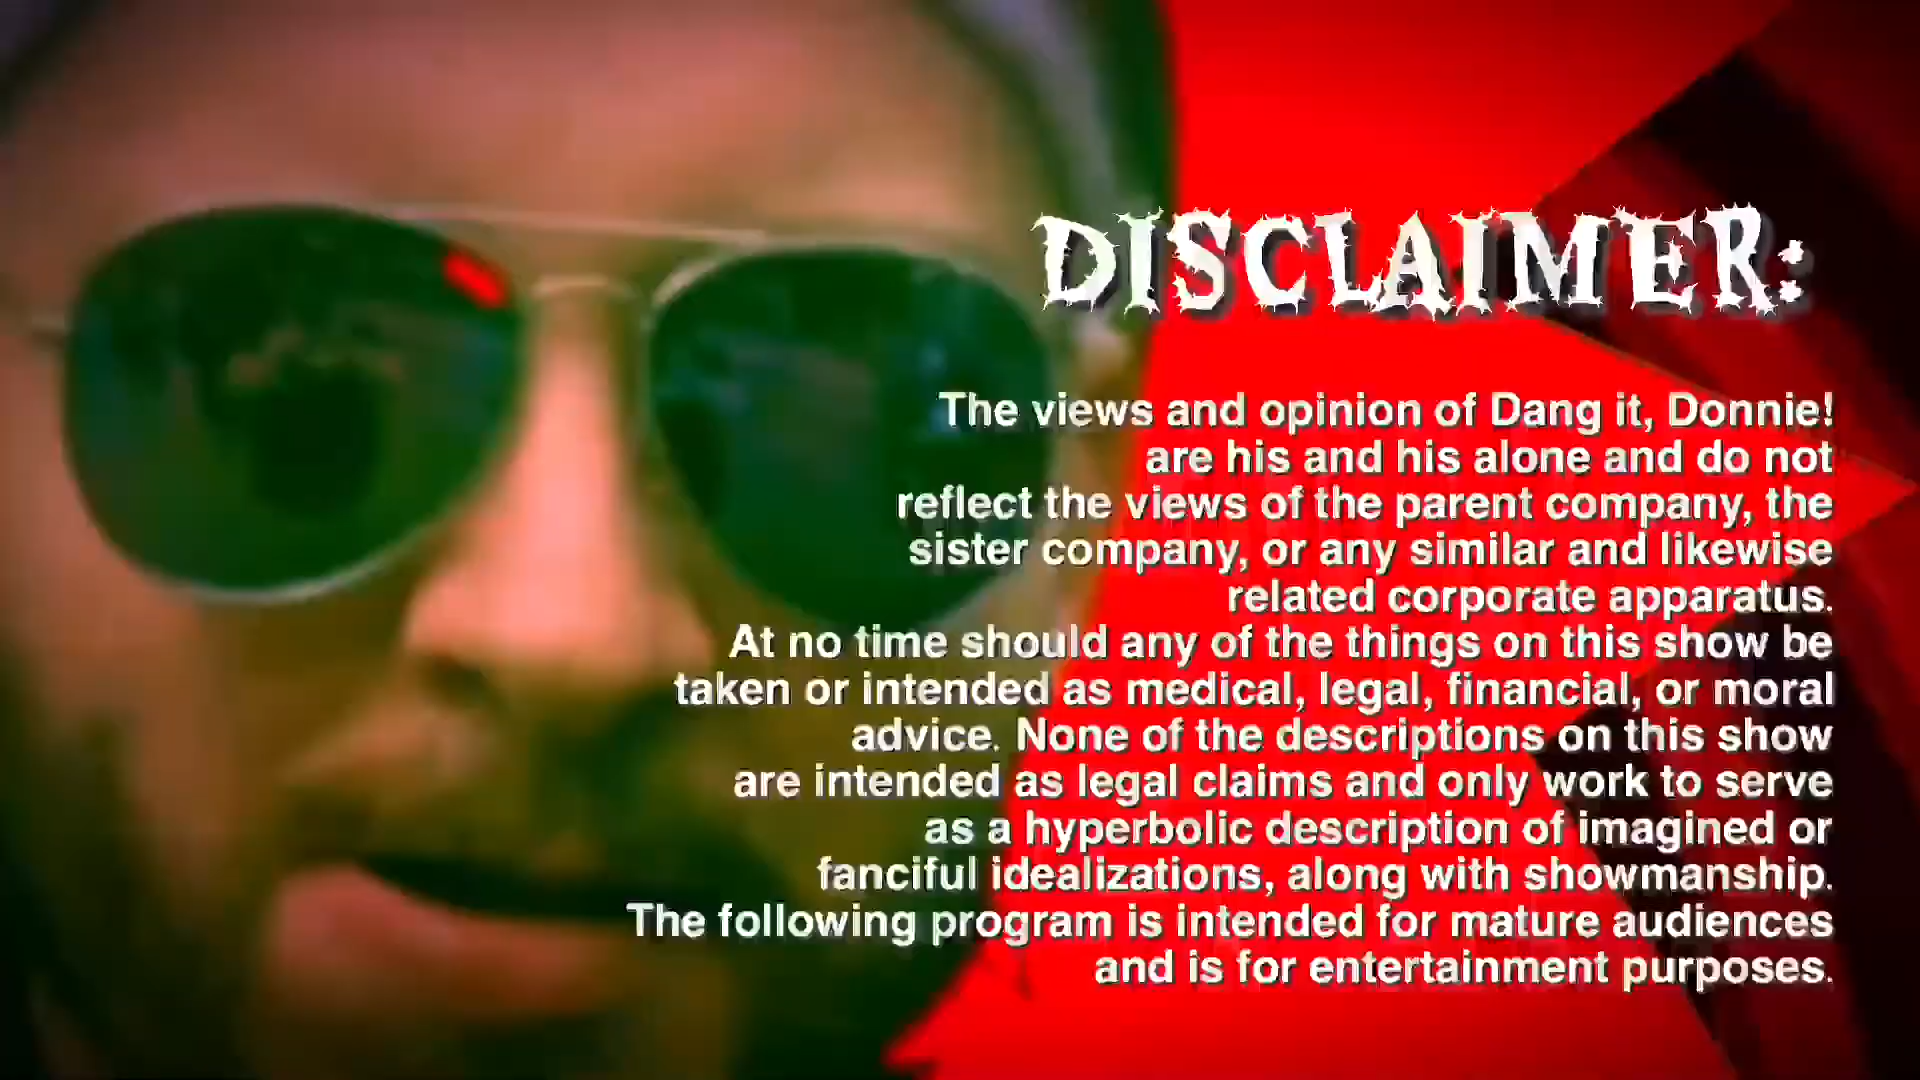 DISCLAIMER:
The views and opinion of Dang it, Donnie!
are his and his alone and do not
reflect the views of the parent company, the
sister company, or any similar and likewise
related corporate apparatus.
At no time should any of the things on this show be
taken or intended as medical, legal, financial, or moral
advice. None of the descriptions on this show
are intended as legal claims and only work to serve
as a hyperbolic description of imagined or
fanciful idealizations, along with showmanship.
The following program is intended for mature audiences
and is for entertainment purposes.